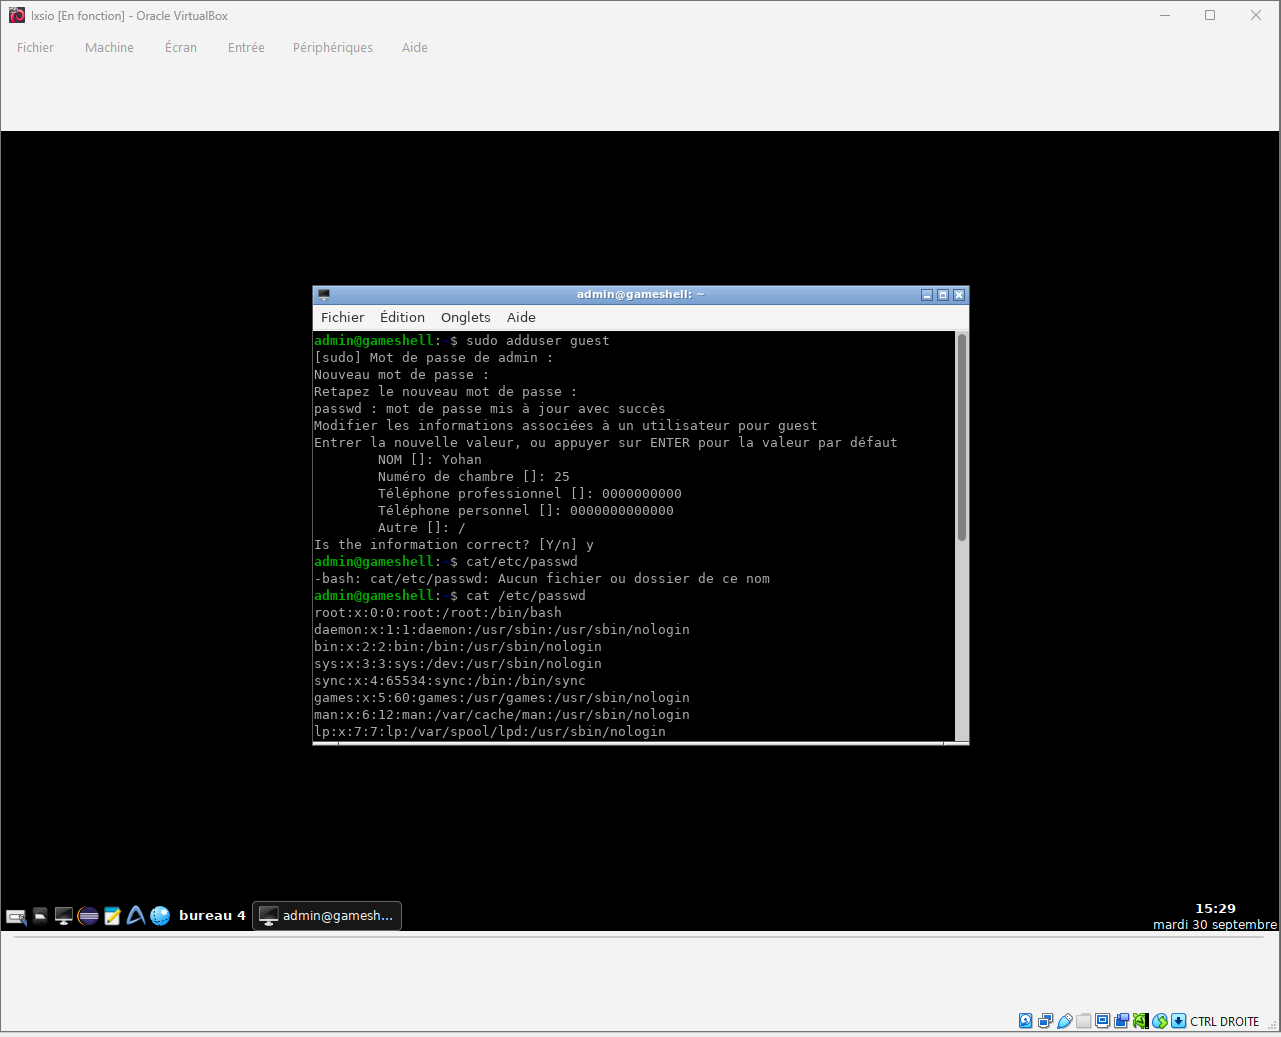 lxsio [En fonction] - Oracle VirtualBox
Fichier Machine Écran Entrée Périphériques Aide
admin@gameshell: ~
Fichier Édition Onglets Aide
admin@gameshell:~$ sudo adduser guest
[sudo] Mot de passe de admin :
Nouveau mot de passe :
Retapez le nouveau mot de passe :
passwd : mot de passe mis à jour avec succès
Modifier les informations associées à un utilisateur pour guest
Entrer la nouvelle valeur, ou appuyer sur ENTER pour la valeur par défaut
NOM []: Yohan
Numéro de chambre []: 25
Téléphone professionnel []: 0000000000
Téléphone personnel []: 0000000000000
Autre []: /
Is the information correct? [Y/n] y
admin@gameshell:~$ cat/etc/passwd
-bash: cat/etc/passwd: Aucun fichier ou dossier de ce nom
admin@gameshell:~$ cat /etc/passwd
root:x:0:0:root:/root:/bin/bash
daemon:x:1:1:daemon:/usr/sbin:/usr/sbin/nologin
bin:x:2:2:bin:/bin:/usr/sbin/nologin
sys:x:3:3:sys:/dev:/usr/sbin/nologin
sync:x:4:65534:sync:/bin:/bin/sync
games:x:5:60:games:/usr/games:/usr/sbin/nologin
man:x:6:12:man:/var/cache/man:/usr/sbin/nologin
lp:x:7:7:lp:/var/spool/lpd:/usr/sbin/nologin
bureau 4 admin@gamesh...
15:29
mardi 30 septembre
CTRL DROITE